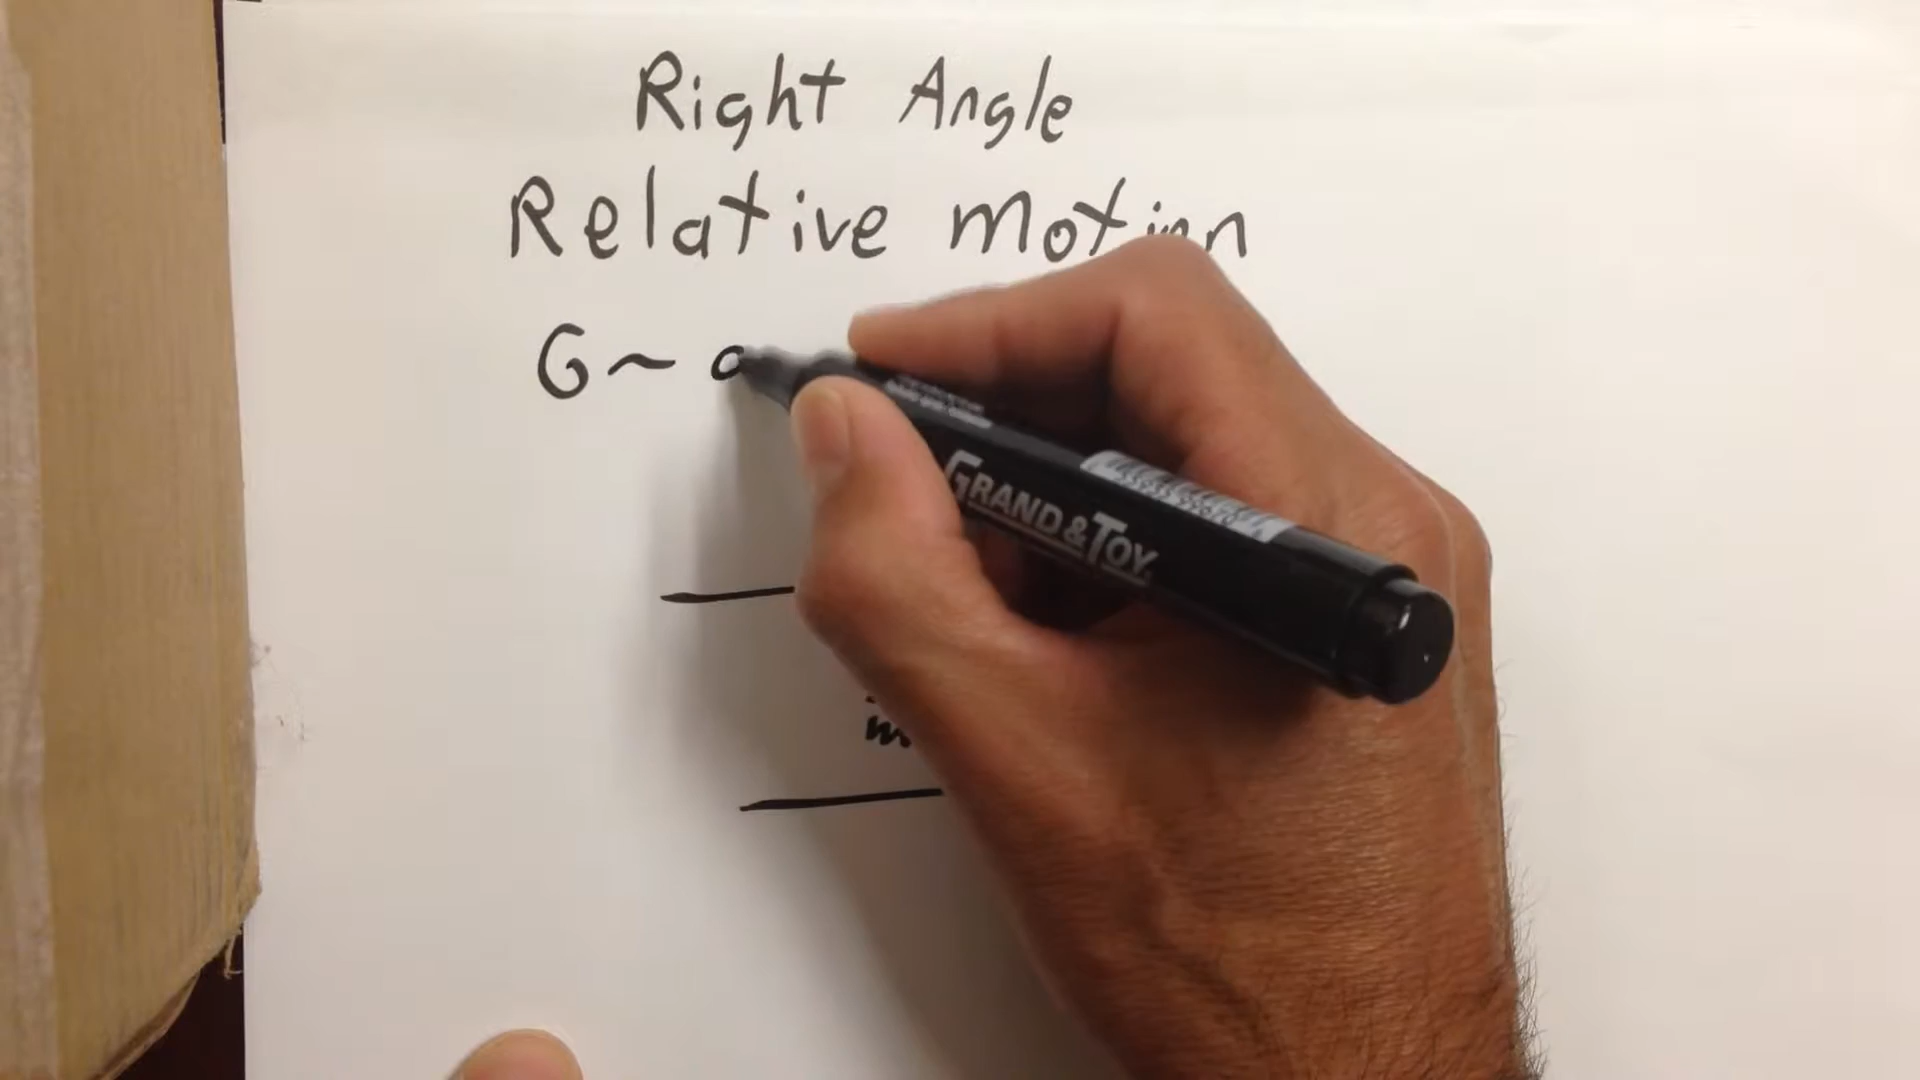 Right Angle
Relative Motion
G~ a
GRAND & TOY
m